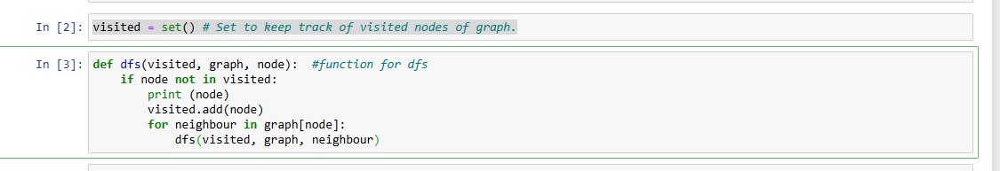 In [2]: visited = set() # Set to keep track of visited nodes of graph.
In [3]: def dfs(visited, graph, node):  #function for dfs
    if node not in visited:
        print (node)
        visited.add(node)
        for neighbour in graph[node]:
            dfs(visited, graph, neighbour)